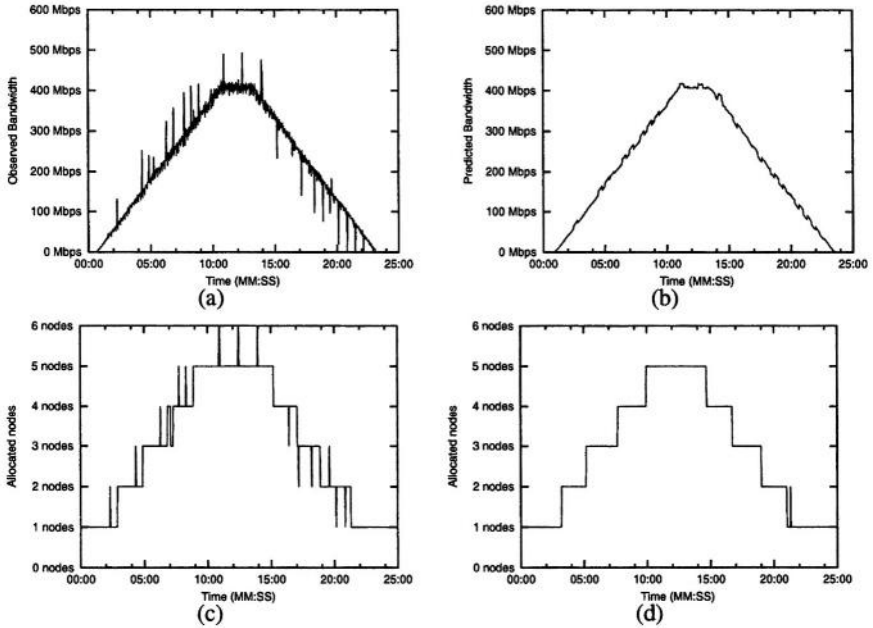 600 Mbps
500 Mbps
400 Mbps
300 Mbps
200 Mbps
100 Mbps
0 Mbps
Observed Bandwidth
00:00 05:00 10:00 15:00 20:00 25:00
Time (MM:SS)
(a)
600 Mbps
500 Mbps
400 Mbps
300 Mbps
200 Mbps
100 Mbps
0 Mbps
Predicted Bandwidth
00:00 05:00 10:00 15:00 20:00 25:00
Time (MM:SS)
(b)
6 nodes
5 nodes
4 nodes
3 nodes
2 nodes
1 nodes
0 nodes
Allocated nodes
00:00 05:00 10:00 15:00 20:00 25:00
Time (MM:SS)
(c)
6 nodes
5 nodes
4 nodes
3 nodes
2 nodes
1 nodes
0 nodes
Allocated nodes
00:00 05:00 10:00 15:00 20:00 25:00
Time (MM:SS)
(d)